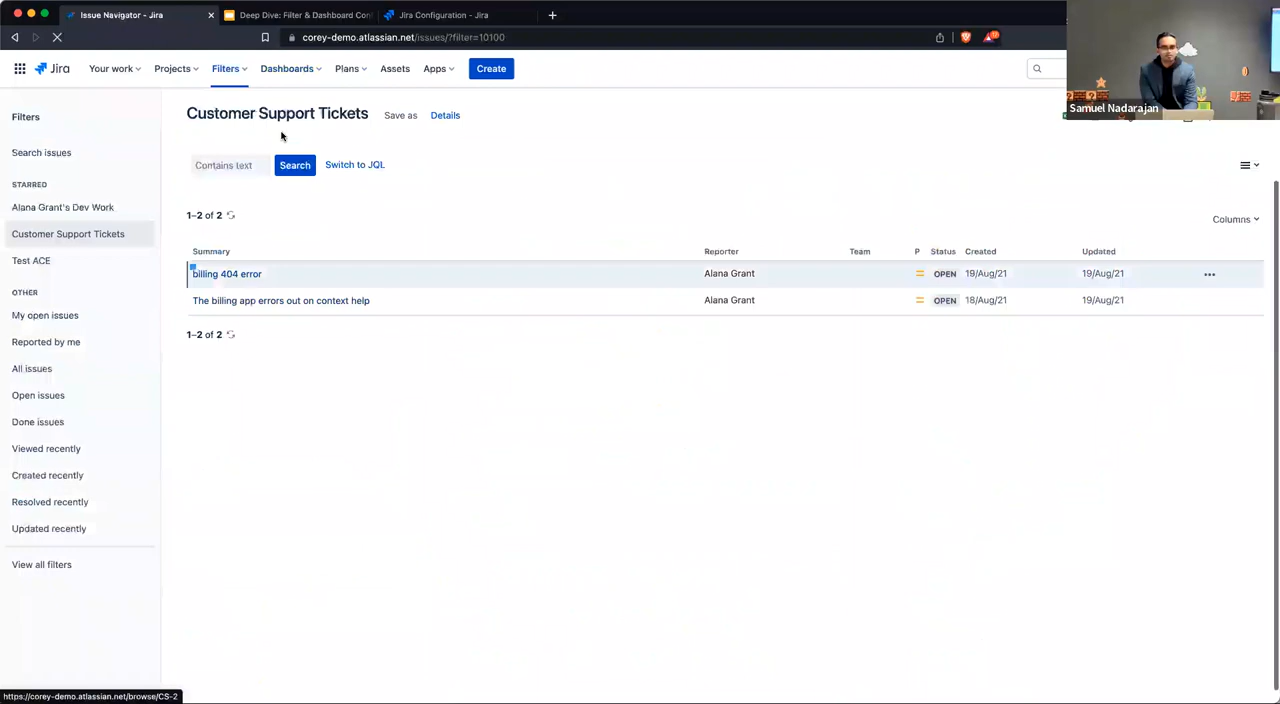 Issue Navigator - Jira
Deep Dive: Filter & Dashboard Con
Jira Configuration - Jira
corey-demo.atlassian.net/issues/?filter=10100
Jira
Your work
Projects
Filters
Dashboards
Plans
Assets
Apps
Create
Samuel Nadarajan
Filters
Search issues
STARRED
Alana Grant's Dev Work
Customer Support Tickets
Test ACE
OTHER
My open issues
Reported by me
All issues
Open issues
Done issues
Viewed recently
Created recently
Resolved recently
Updated recently
View all filters
Customer Support Tickets Save as Details
Contains text Search Switch to JQL
1–2 of 2
Columns
Summary Reporter Team P Status Created Updated
billing 404 error Alana Grant OPEN 19/Aug/21 19/Aug/21
The billing app errors out on context help Alana Grant OPEN 18/Aug/21 19/Aug/21
1–2 of 2
https://corey-demo.atlassian.net/browse/CS-2